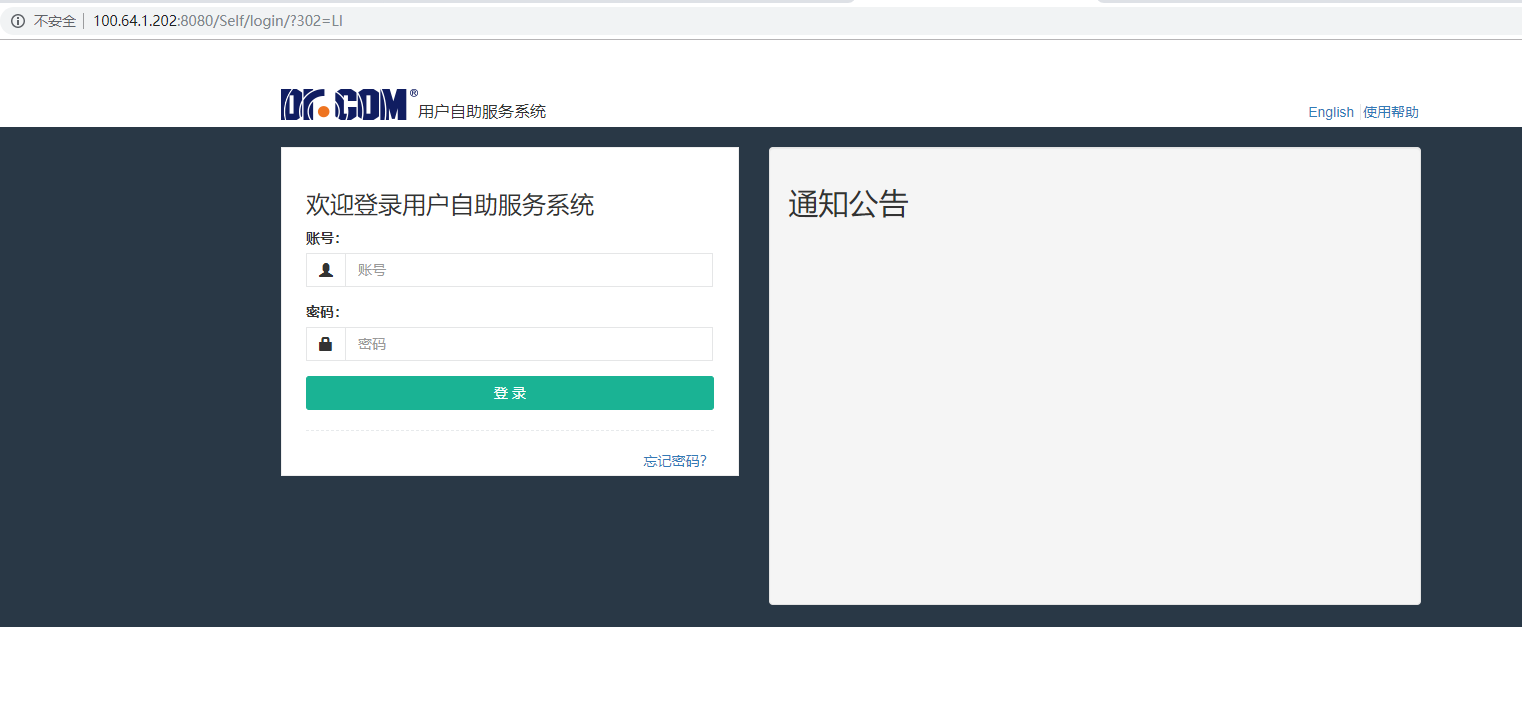 不安全 100.64.1.202:8080/Self/login/?302=LI
Dr.COM® 用户自助服务系统
English 使用帮助
欢迎登录用户自助服务系统
账号：
账号
密码：
密码
登 录
忘记密码?
通知公告